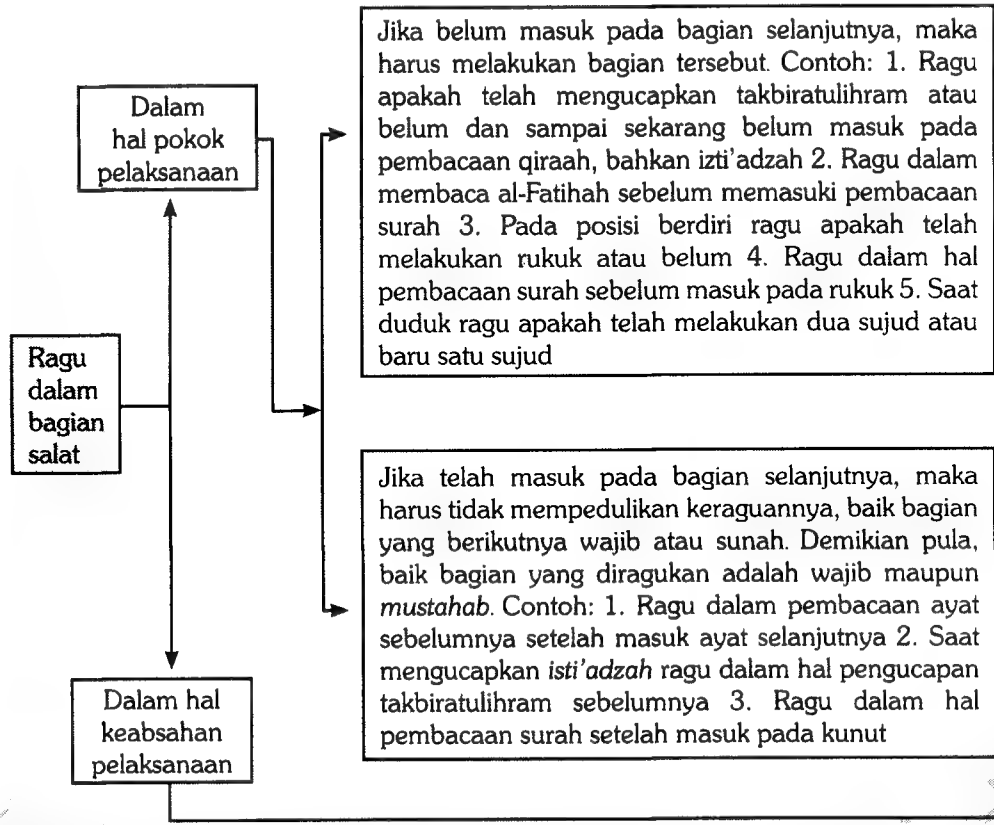 Jika belum masuk pada bagian selanjutnya, maka
harus melakukan bagian tersebut. Contoh: 1. Ragu
apakah telah mengucapkan takbiratulihram atau
belum dan sampai sekarang belum masuk pada
pembacaan qiraah, bahkan izti'adzah 2. Ragu dalam
membaca al-Fatihah sebelum memasuki pembacaan
surah 3. Pada posisi berdiri ragu apakah telah
melakukan rukuk atau belum 4. Ragu dalam hal
pembacaan surah sebelum masuk pada rukuk 5. Saat
duduk ragu apakah telah melakukan dua sujud atau
baru satu sujud
Dalam
hal pokok
pelaksanaan
Ragu
dalam
bagian
salat
Jika telah masuk pada bagian selanjutnya, maka
harus tidak mempedulikan keraguannya, baik bagian
yang berikutnya wajib atau sunah. Demikian pula,
baik bagian yang diragukan adalah wajib maupun
mustahab. Contoh: 1. Ragu dalam pembacaan ayat
sebelumnya setelah masuk ayat selanjutnya 2. Saat
mengucapkan isti'adzah ragu dalam hal pengucapan
takbiratulihram sebelumnya 3. Ragu dalam hal
pembacaan surah setelah masuk pada kunut
Dalam hal
keabsahan
pelaksanaan